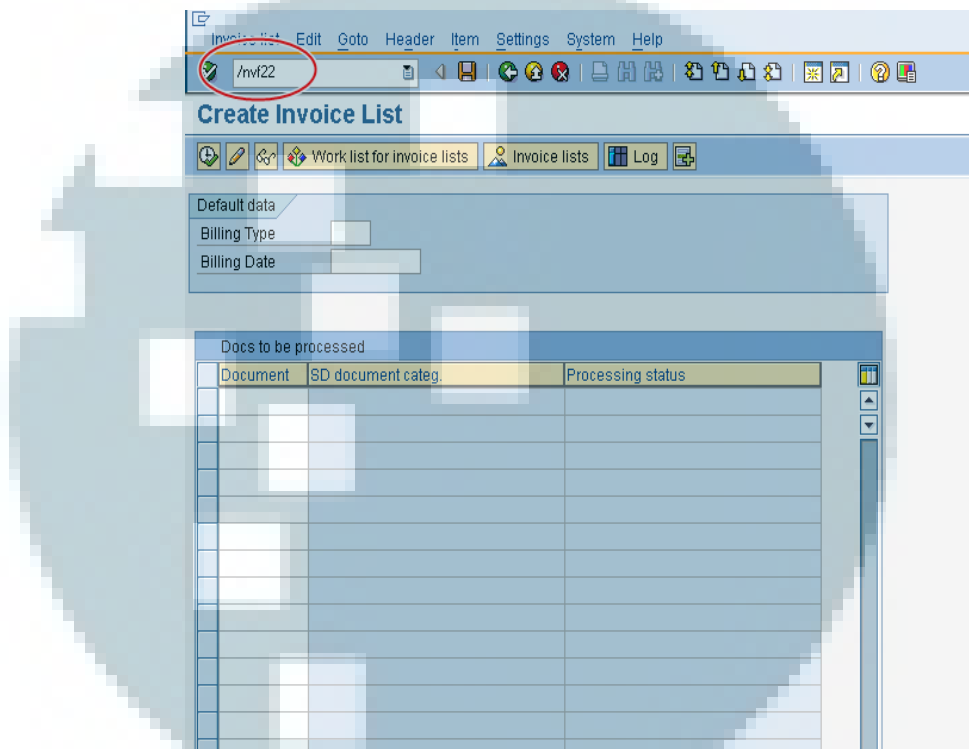 Invoice list Edit Goto Header Item Settings System Help
/nvf22
Create Invoice List
Work list for invoice lists Invoice lists Log
Default data
Billing Type
Billing Date
Docs to be processed
Document SD document categ. Processing status